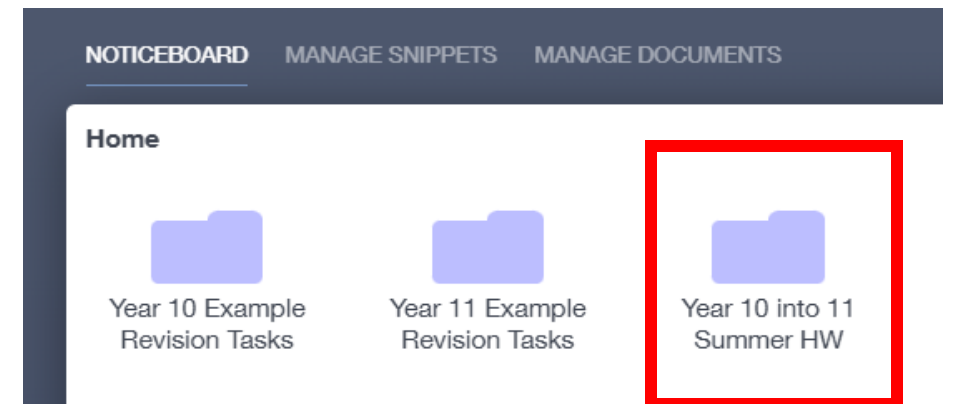 NOTICEBOARD MANAGE SNIPPETS MANAGE DOCUMENTS
Home
Year 10 Example
Revision Tasks
Year 11 Example
Revision Tasks
Year 10 into 11
Summer HW